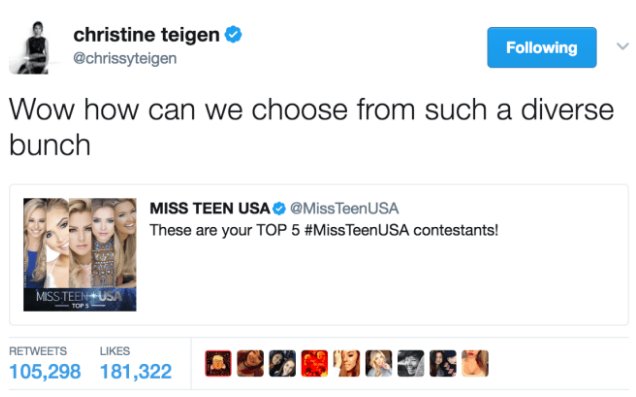 christine teigen
@chrissyteigen
Following
Wow how can we choose from such a diverse
bunch
MISS TEEN USA @MissTeenUSA
These are your TOP 5 #MissTeenUSA contestants!
MISS TEEN USA
TOP 5
RETWEETS LIKES
105,298 181,322